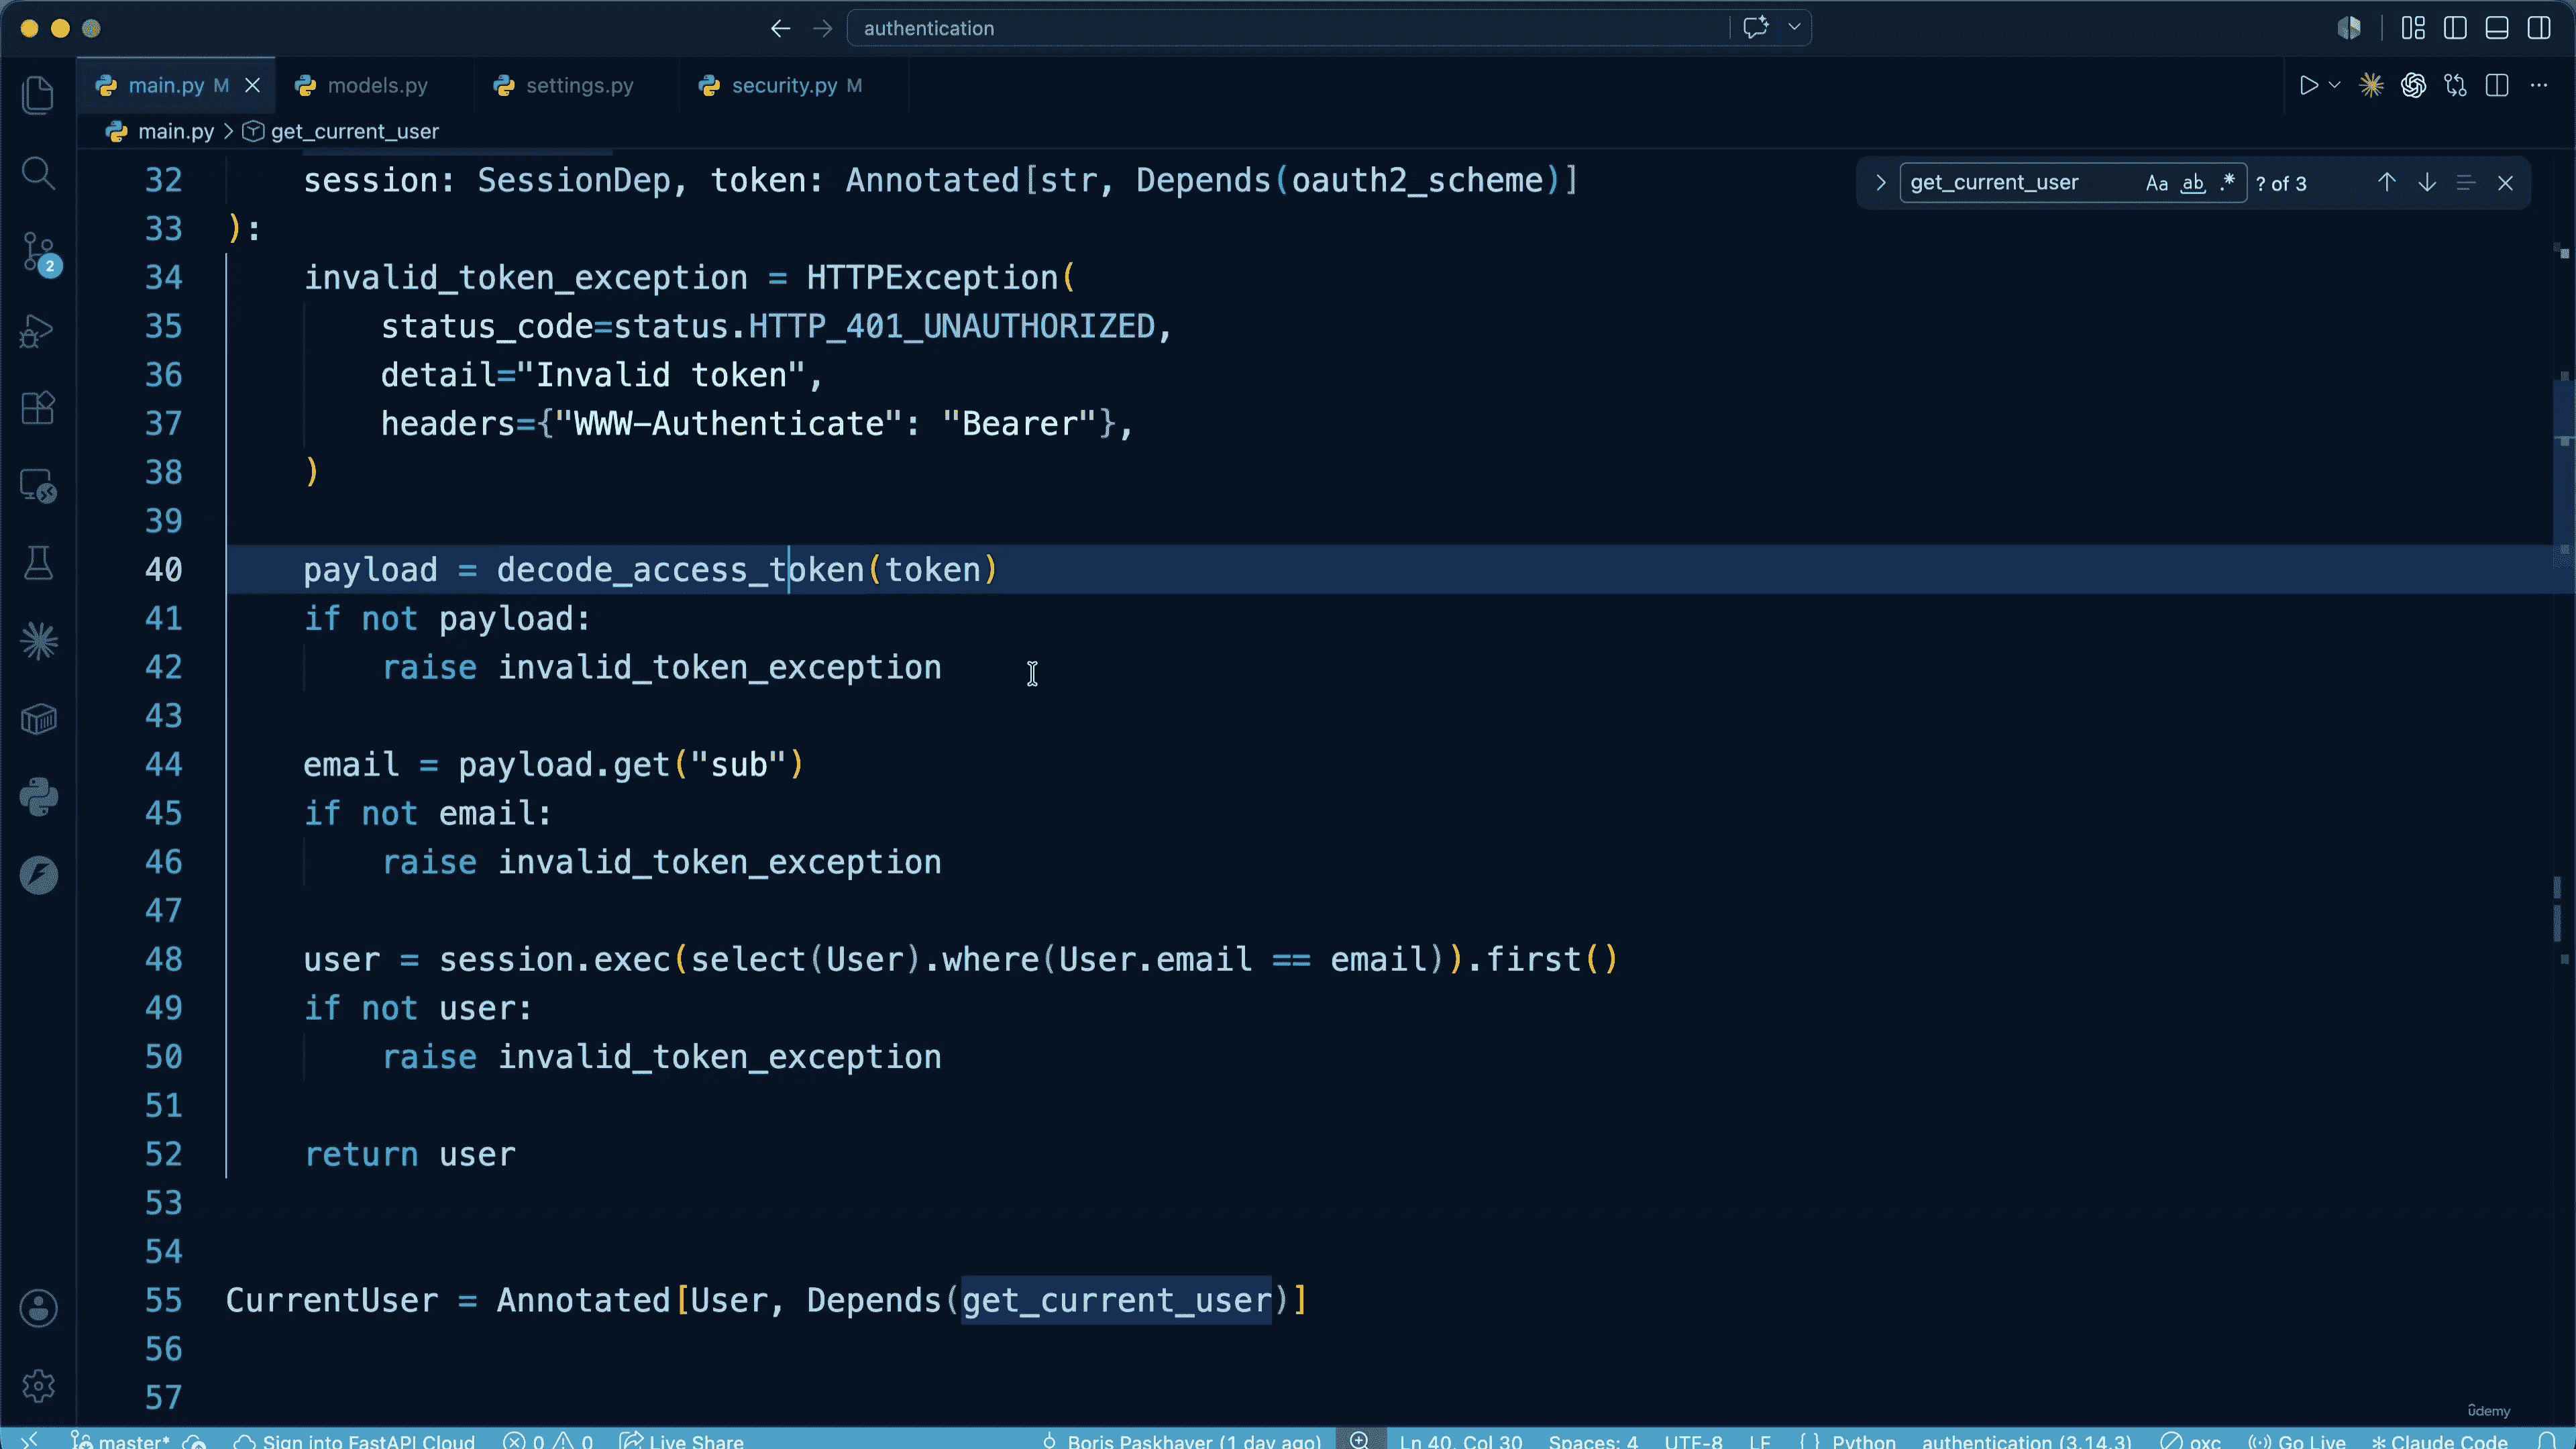 authentication
main.py M
models.py
settings.py
security.py M
main.py > get_current_user
get_current_user Aa ab .* ? of 3
32 session: SessionDep, token: Annotated[str, Depends(oauth2_scheme)]
33 ):
34 invalid_token_exception = HTTPException(
35 status_code=status.HTTP_401_UNAUTHORIZED,
36 detail="Invalid token",
37 headers={"WWW-Authenticate": "Bearer"},
38 )
39
40 payload = decode_access_token(token)
41 if not payload:
42 raise invalid_token_exception
43
44 email = payload.get("sub")
45 if not email:
46 raise invalid_token_exception
47
48 user = session.exec(select(User).where(User.email == email)).first()
49 if not user:
50 raise invalid_token_exception
51
52 return user
53
54
55 CurrentUser = Annotated[User, Depends(get_current_user)]
56
57
2
ûdemy
master* Sign into FastAPI Cloud 0 0 Live Share Boris Paskhaver (1 day ago) Ln 40, Col 30 Spaces: 4 UTF-8 LF { } Python authentication (3.14.3) oxc Go Live Claude Code